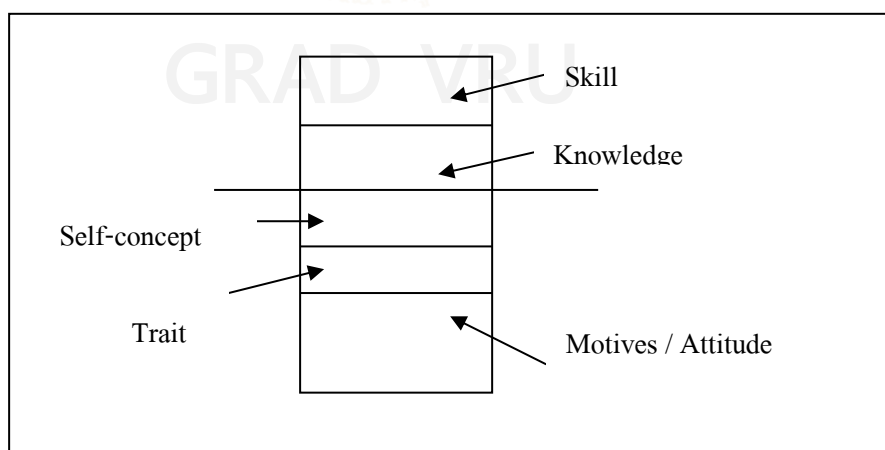 GRAD VRU
Skill
Knowledge
Self-concept
Trait
Motives / Attitude